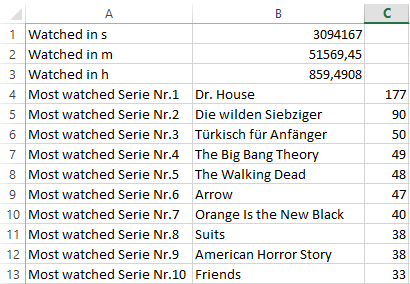 A B C
1 Watched in s 3094167
2 Watched in m 51569,45
3 Watched in h 859,4908
4 Most watched Serie Nr.1 Dr. House 177
5 Most watched Serie Nr.2 Die wilden Siebziger 90
6 Most watched Serie Nr.3 Türkisch für Anfänger 50
7 Most watched Serie Nr.4 The Big Bang Theory 49
8 Most watched Serie Nr.5 The Walking Dead 48
9 Most watched Serie Nr.6 Arrow 47
10 Most watched Serie Nr.7 Orange Is the New Black 40
11 Most watched Serie Nr.8 Suits 38
12 Most watched Serie Nr.9 American Horror Story 38
13 Most watched Serie Nr.10 Friends 33